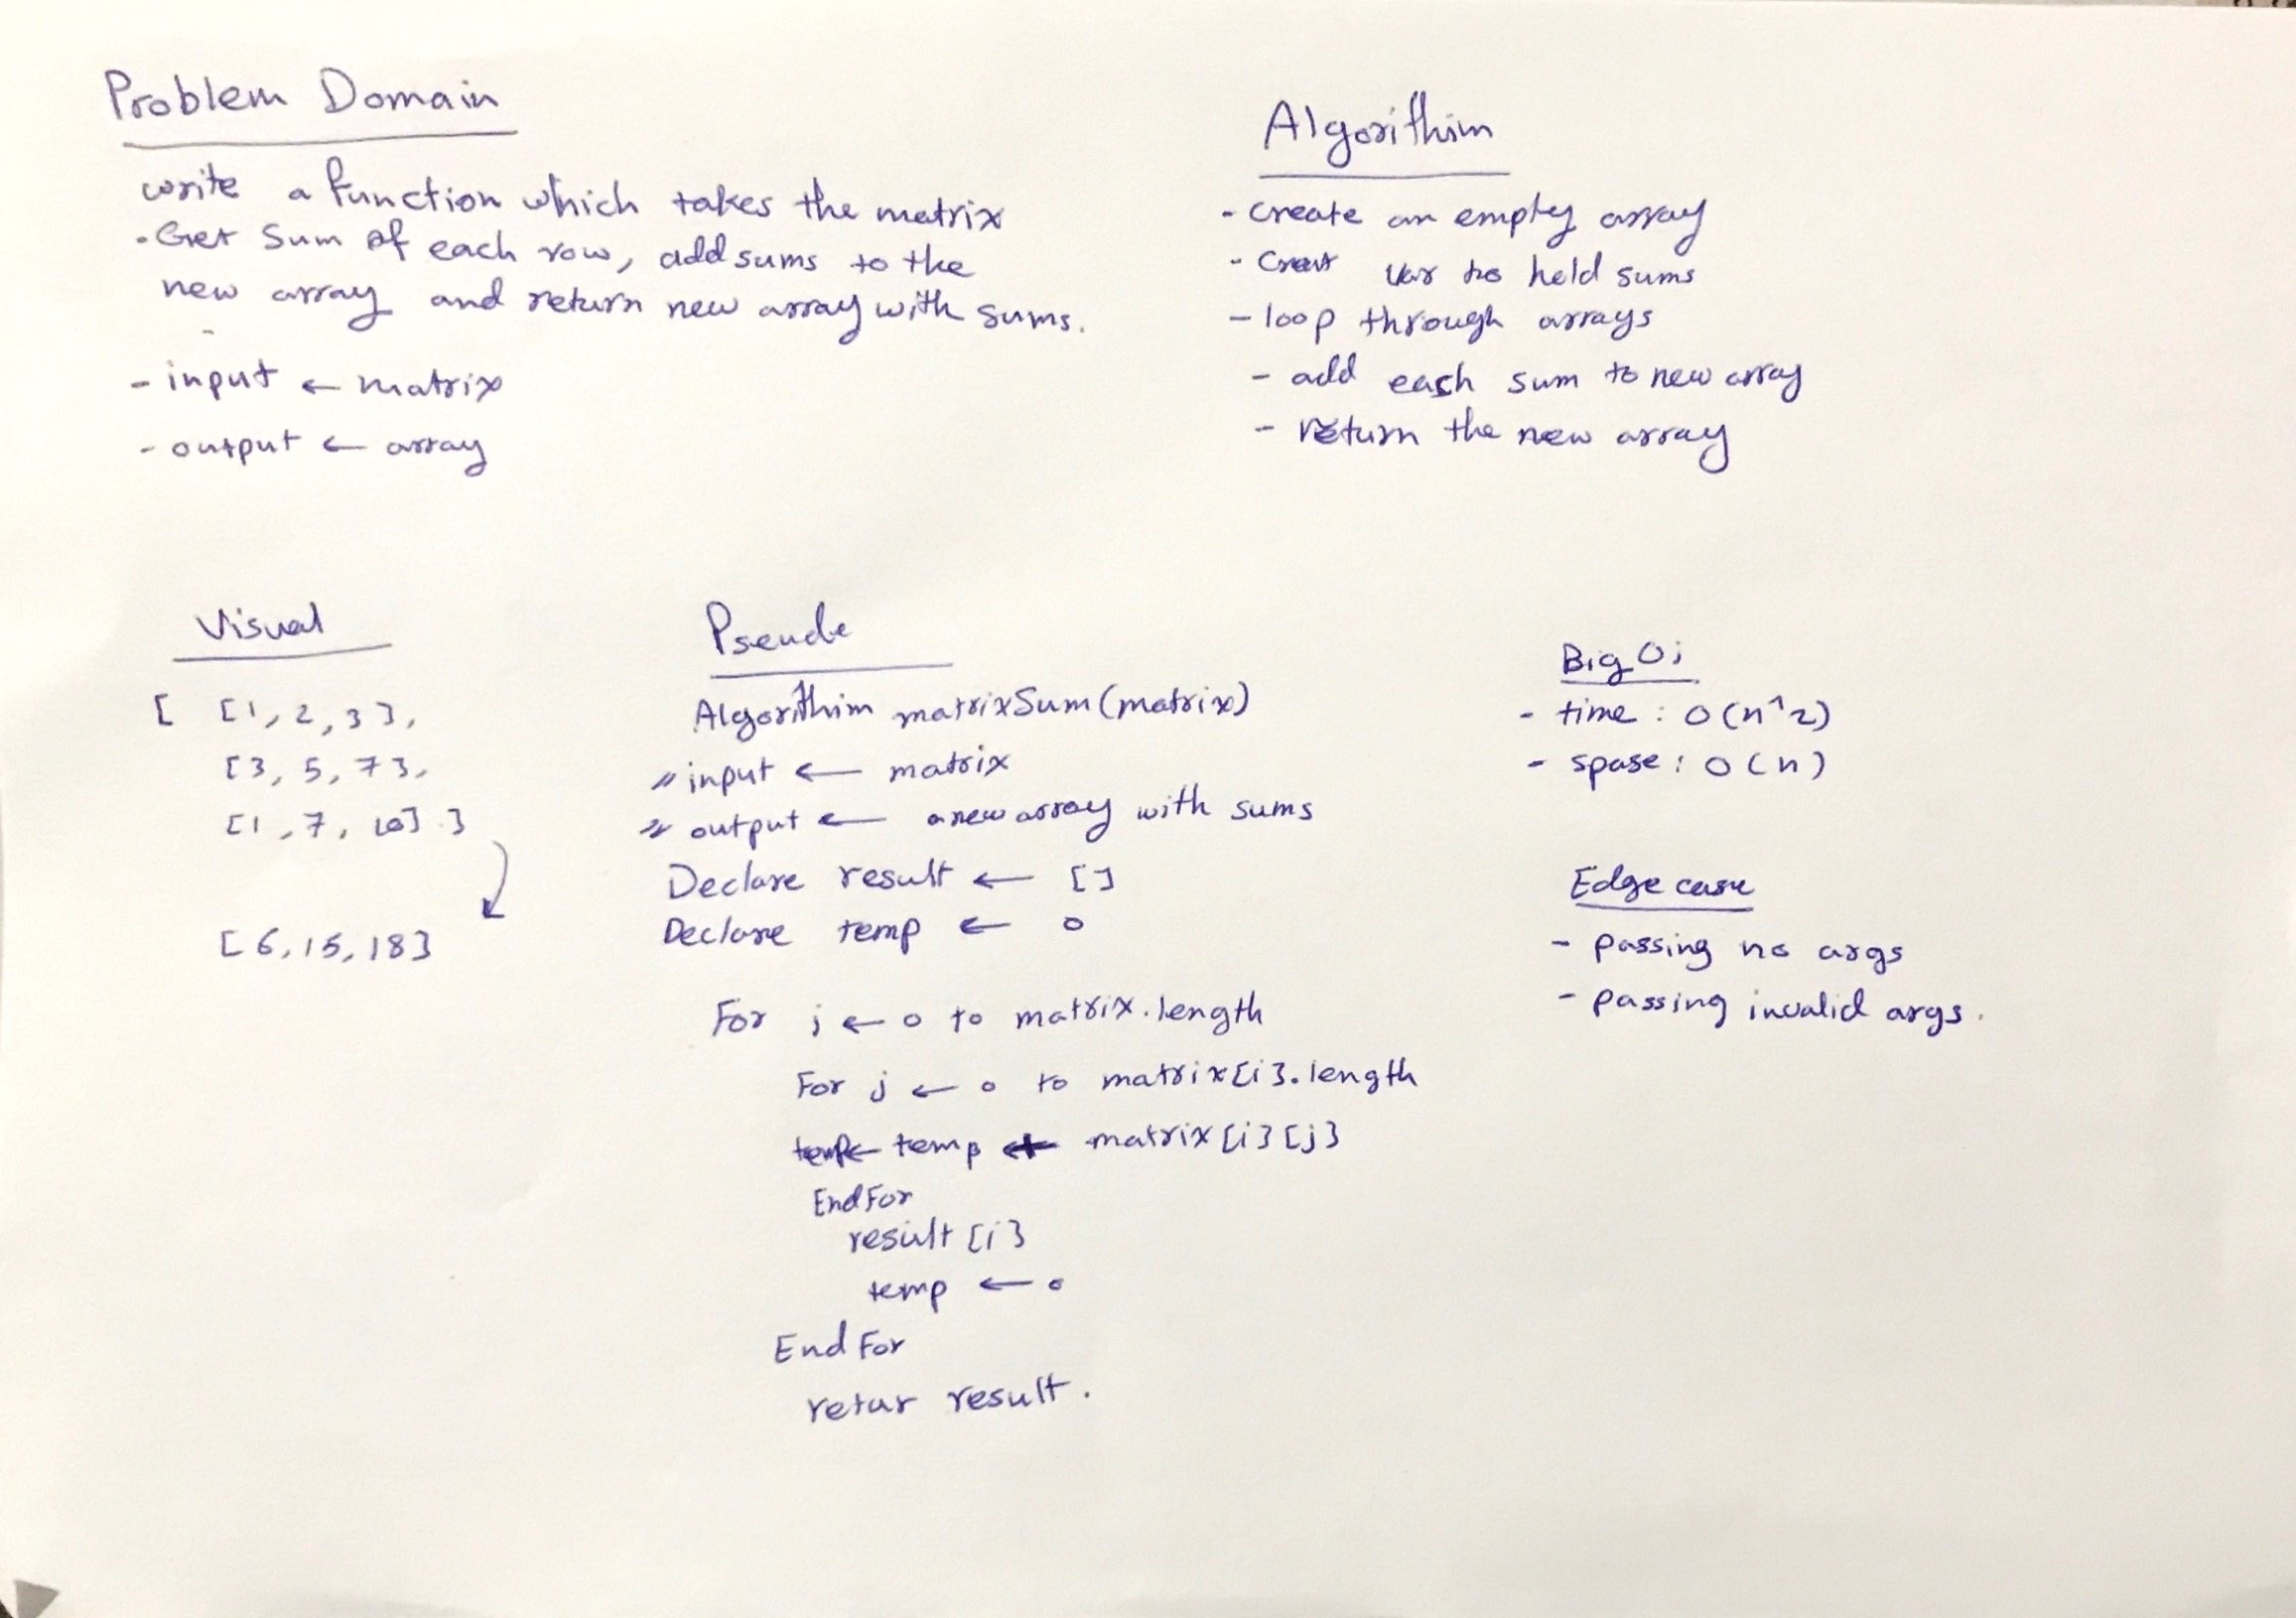 Problem Domain
write a function which takes the matrix
. Get sum of each row, add sums to the
new array and return new array with sums.
- input ← matrix
- output ← array
Algorithim
- create an empty array
- Creat var to hold sums
- loop through arrays
- add each sum to new array
- return the new array
Visual
[ [1, 2, 3],
[3, 5, 7],
[1, 7, 10] ]
[6, 15, 18]
Pseudo
Algorithim matrixSum(matrix)
// input ← matrix
// output ← a new array with sums
Declare result ← []
Declare temp ← 0
For i ← 0 to matrix.length
For j ← 0 to matrix[i].length
temp ← temp + matrix[i][j]
End For
result [i]
temp ← 0
End For
retur result.
Big O;
- time : O(n^2)
- spase : O(n)
Edge case
- passing no args
- passing invalid args.